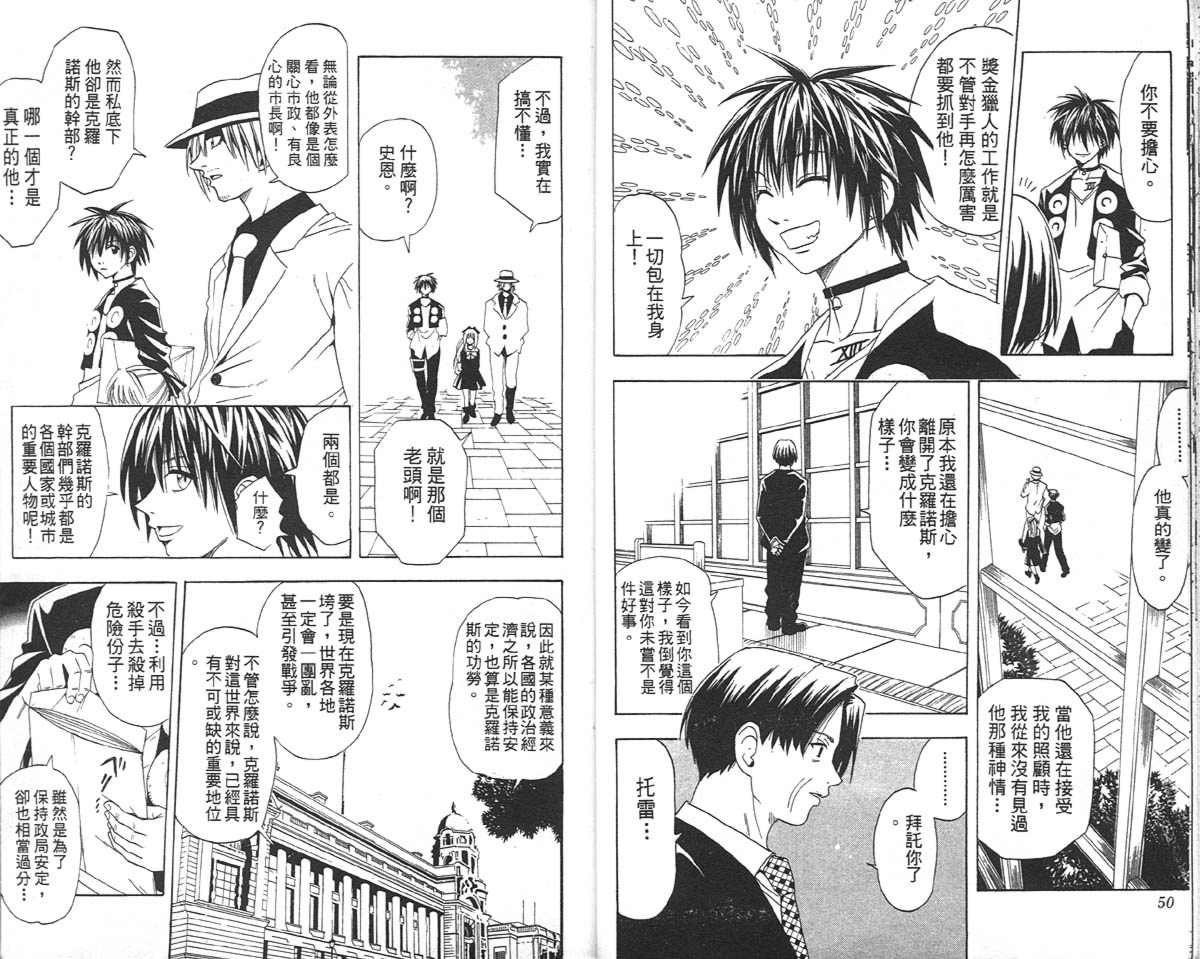 你不要擔心。
獎金獵人的工作就是
不管對手再怎麼厲害
都要抓到他！
一切包在我身
上！
XIII
…………
他真的變了。
當他還在接受
我的照顧時，
我從來沒有見過
他那種神情…
原本我還在擔心
離開了克羅諾斯，
你會變成什麼
樣子…
如今看到你這個
樣子，我倒覺得
這對你未嘗不是
件好事。
…………
拜託你了
。
托雷…
50
不過，我實在
搞不懂…
什麼啊？
史恩。
就是那個
老頭啊！
無論從外表怎麼
看，他都像是個
關心市政、有良
心的市長啊！
然而私底下
他卻是克羅
諾斯的幹部？
哪一個才是
真正的他…
兩個都是。
什麼？
克羅諾斯的
幹部們幾乎都是
各個國家或城市
的重要人物呢！
因此就某種意義來
說，各國的政治經
濟之所以能保持安
定，也算是克羅諾
斯的功勞。
要是現在克羅諾斯
垮了，世界各地
一定會一團亂，
甚至引發戰爭。
不管怎麼說，克羅諾斯
對這世界來說，已經具
有不可或缺的重要地位
。
不過…利用
殺手去殺掉
危險份子…
雖然是為了
保持政局安定，
卻也相當過分…